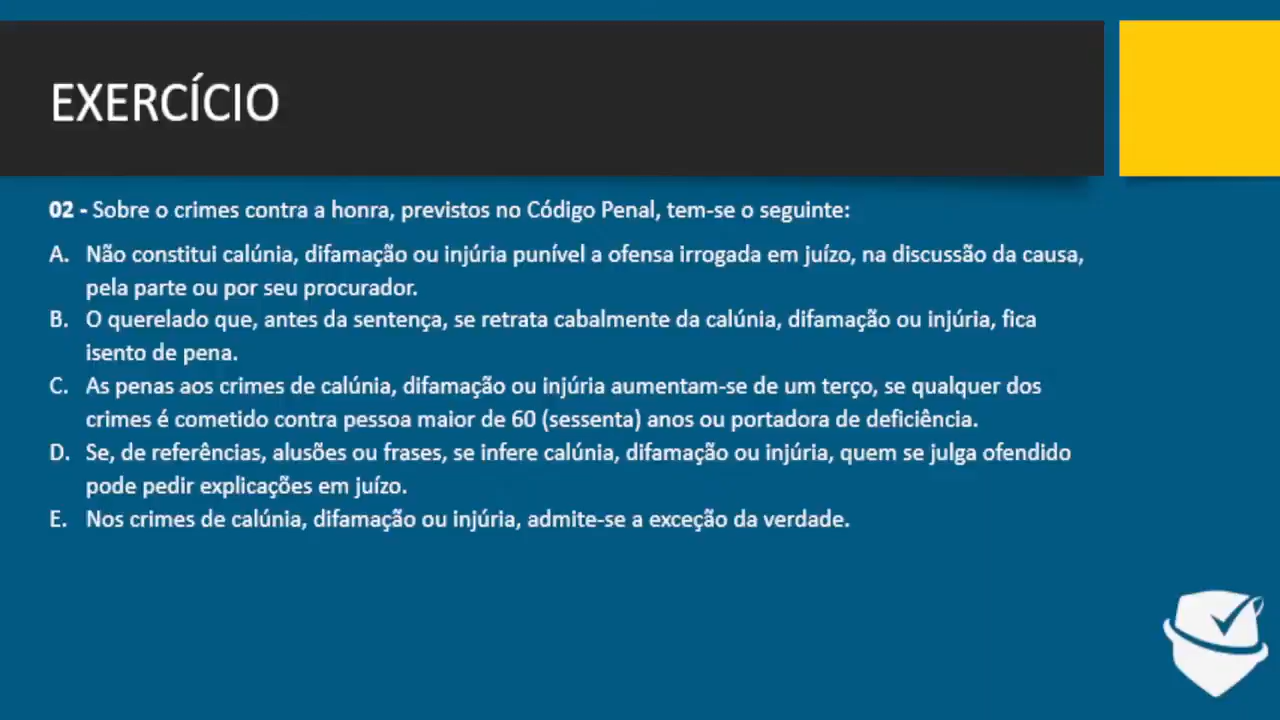 EXERCÍCIO
02 - Sobre o crimes contra a honra, previstos no Código Penal, tem-se o seguinte:
A. Não constitui calúnia, difamação ou injúria punível a ofensa irrogada em juízo, na discussão da causa,
pela parte ou por seu procurador.
B. O querelado que, antes da sentença, se retrata cabalmente da calúnia, difamação ou injúria, fica
isento de pena.
C. As penas aos crimes de calúnia, difamação ou injúria aumentam-se de um terço, se qualquer dos
crimes é cometido contra pessoa maior de 60 (sessenta) anos ou portadora de deficiência.
D. Se, de referências, alusões ou frases, se infere calúnia, difamação ou injúria, quem se julga ofendido
pode pedir explicações em juízo.
E. Nos crimes de calúnia, difamação ou injúria, admite-se a exceção da verdade.